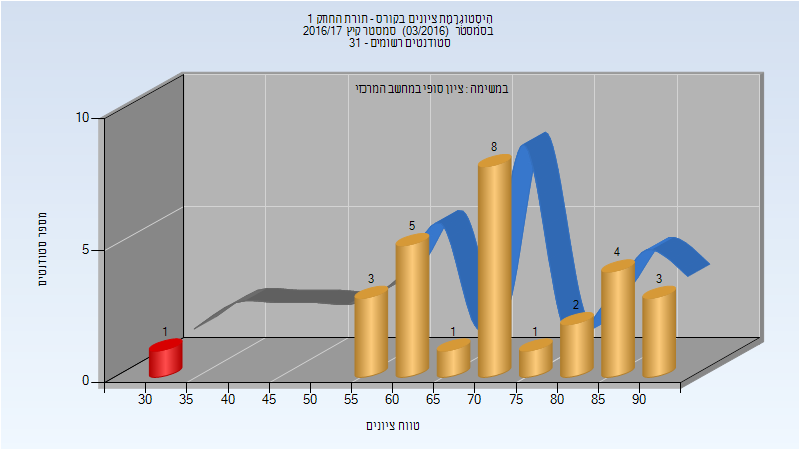 היסטוגרמת ציונים בקורס - תורת החוזק 1
בסמסטר (03/2016) סמסטר קיץ 2016/17
סטודנטים רשומים - 31
במשימה : ציון סופי במחשב המרכזי
מספר סטודנטים
10
5
0
1
3
5
1
8
1
2
4
3
30 35 40 45 50 55 60 65 70 75 80 85 90
טווח ציונים